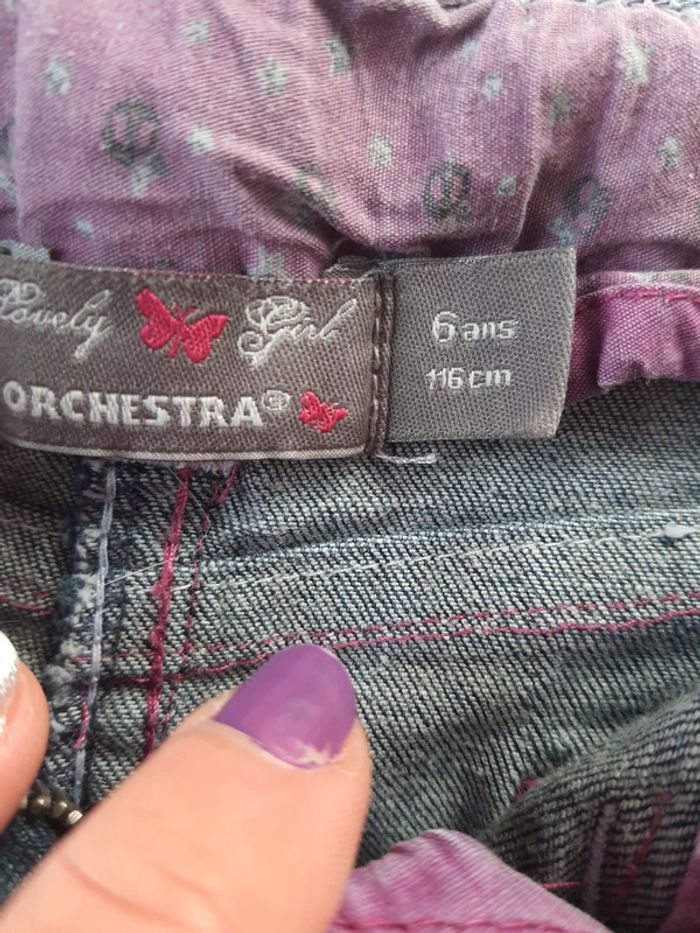 Lovely Girl
ORCHESTRA®
6 ans
116 cm